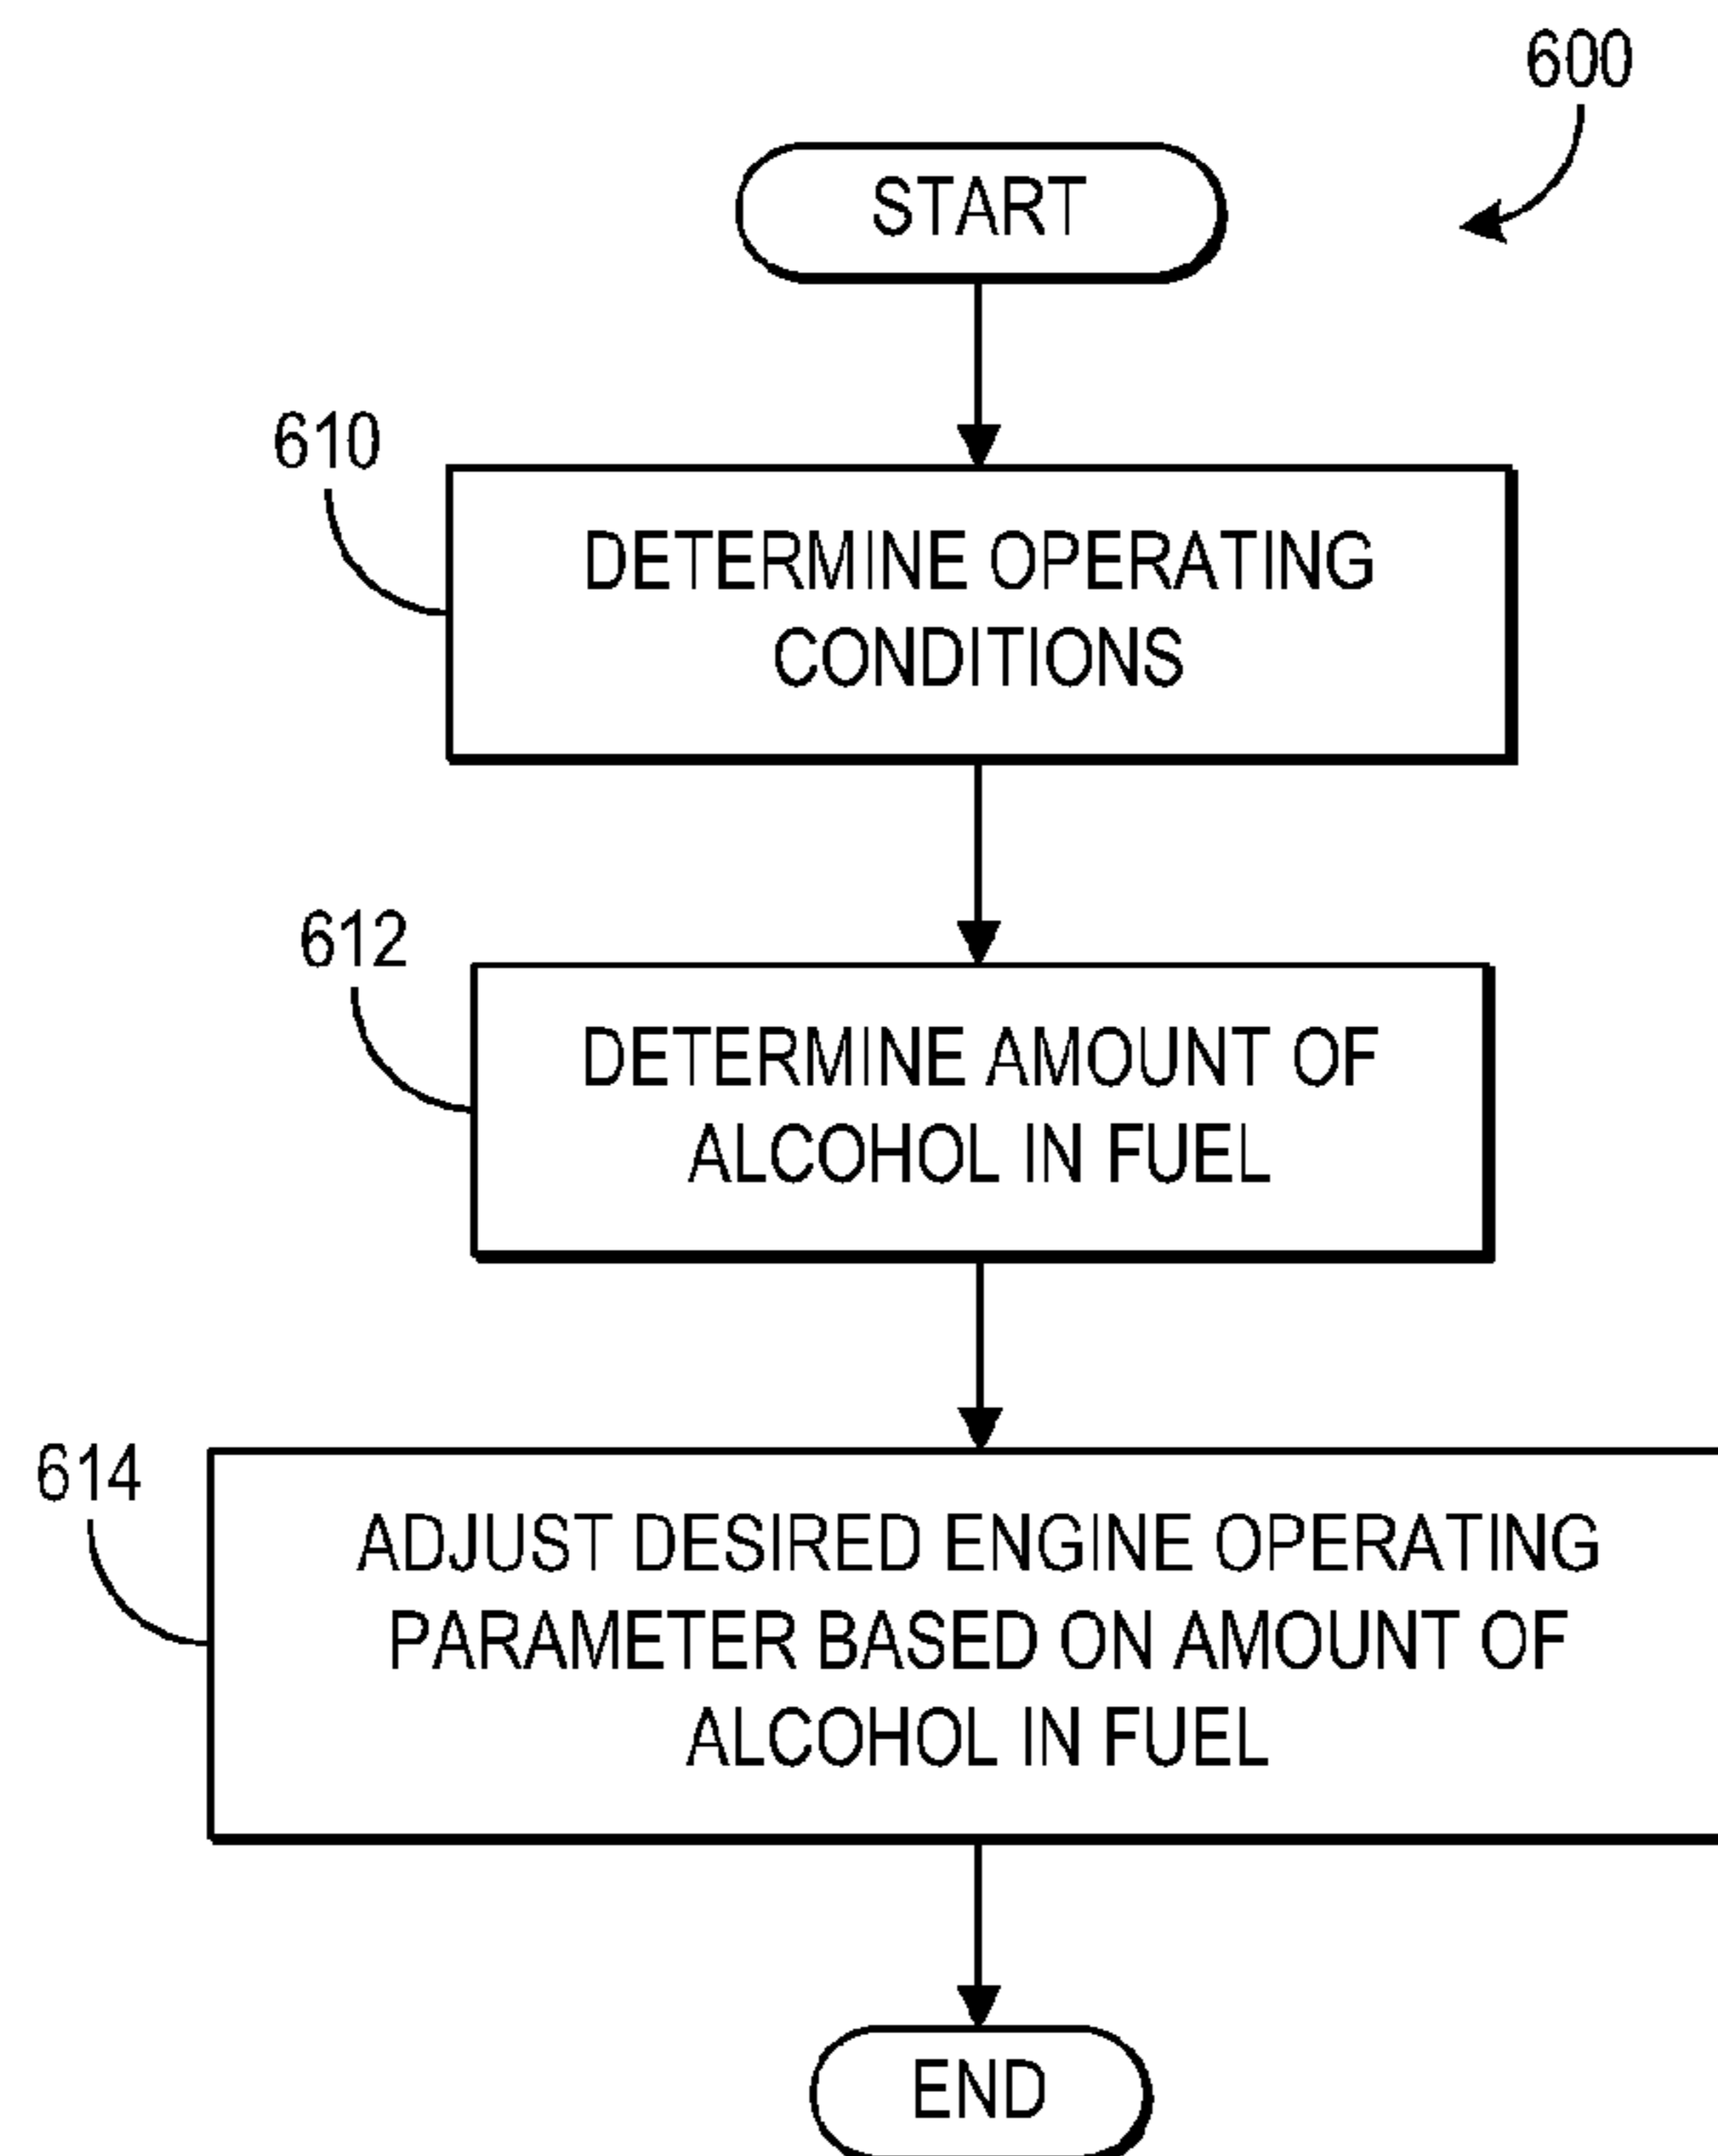 600
START
610
DETERMINE OPERATING
CONDITIONS
612
DETERMINE AMOUNT OF
ALCOHOL IN FUEL
614
ADJUST DESIRED ENGINE OPERATING
PARAMETER BASED ON AMOUNT OF
ALCOHOL IN FUEL
END